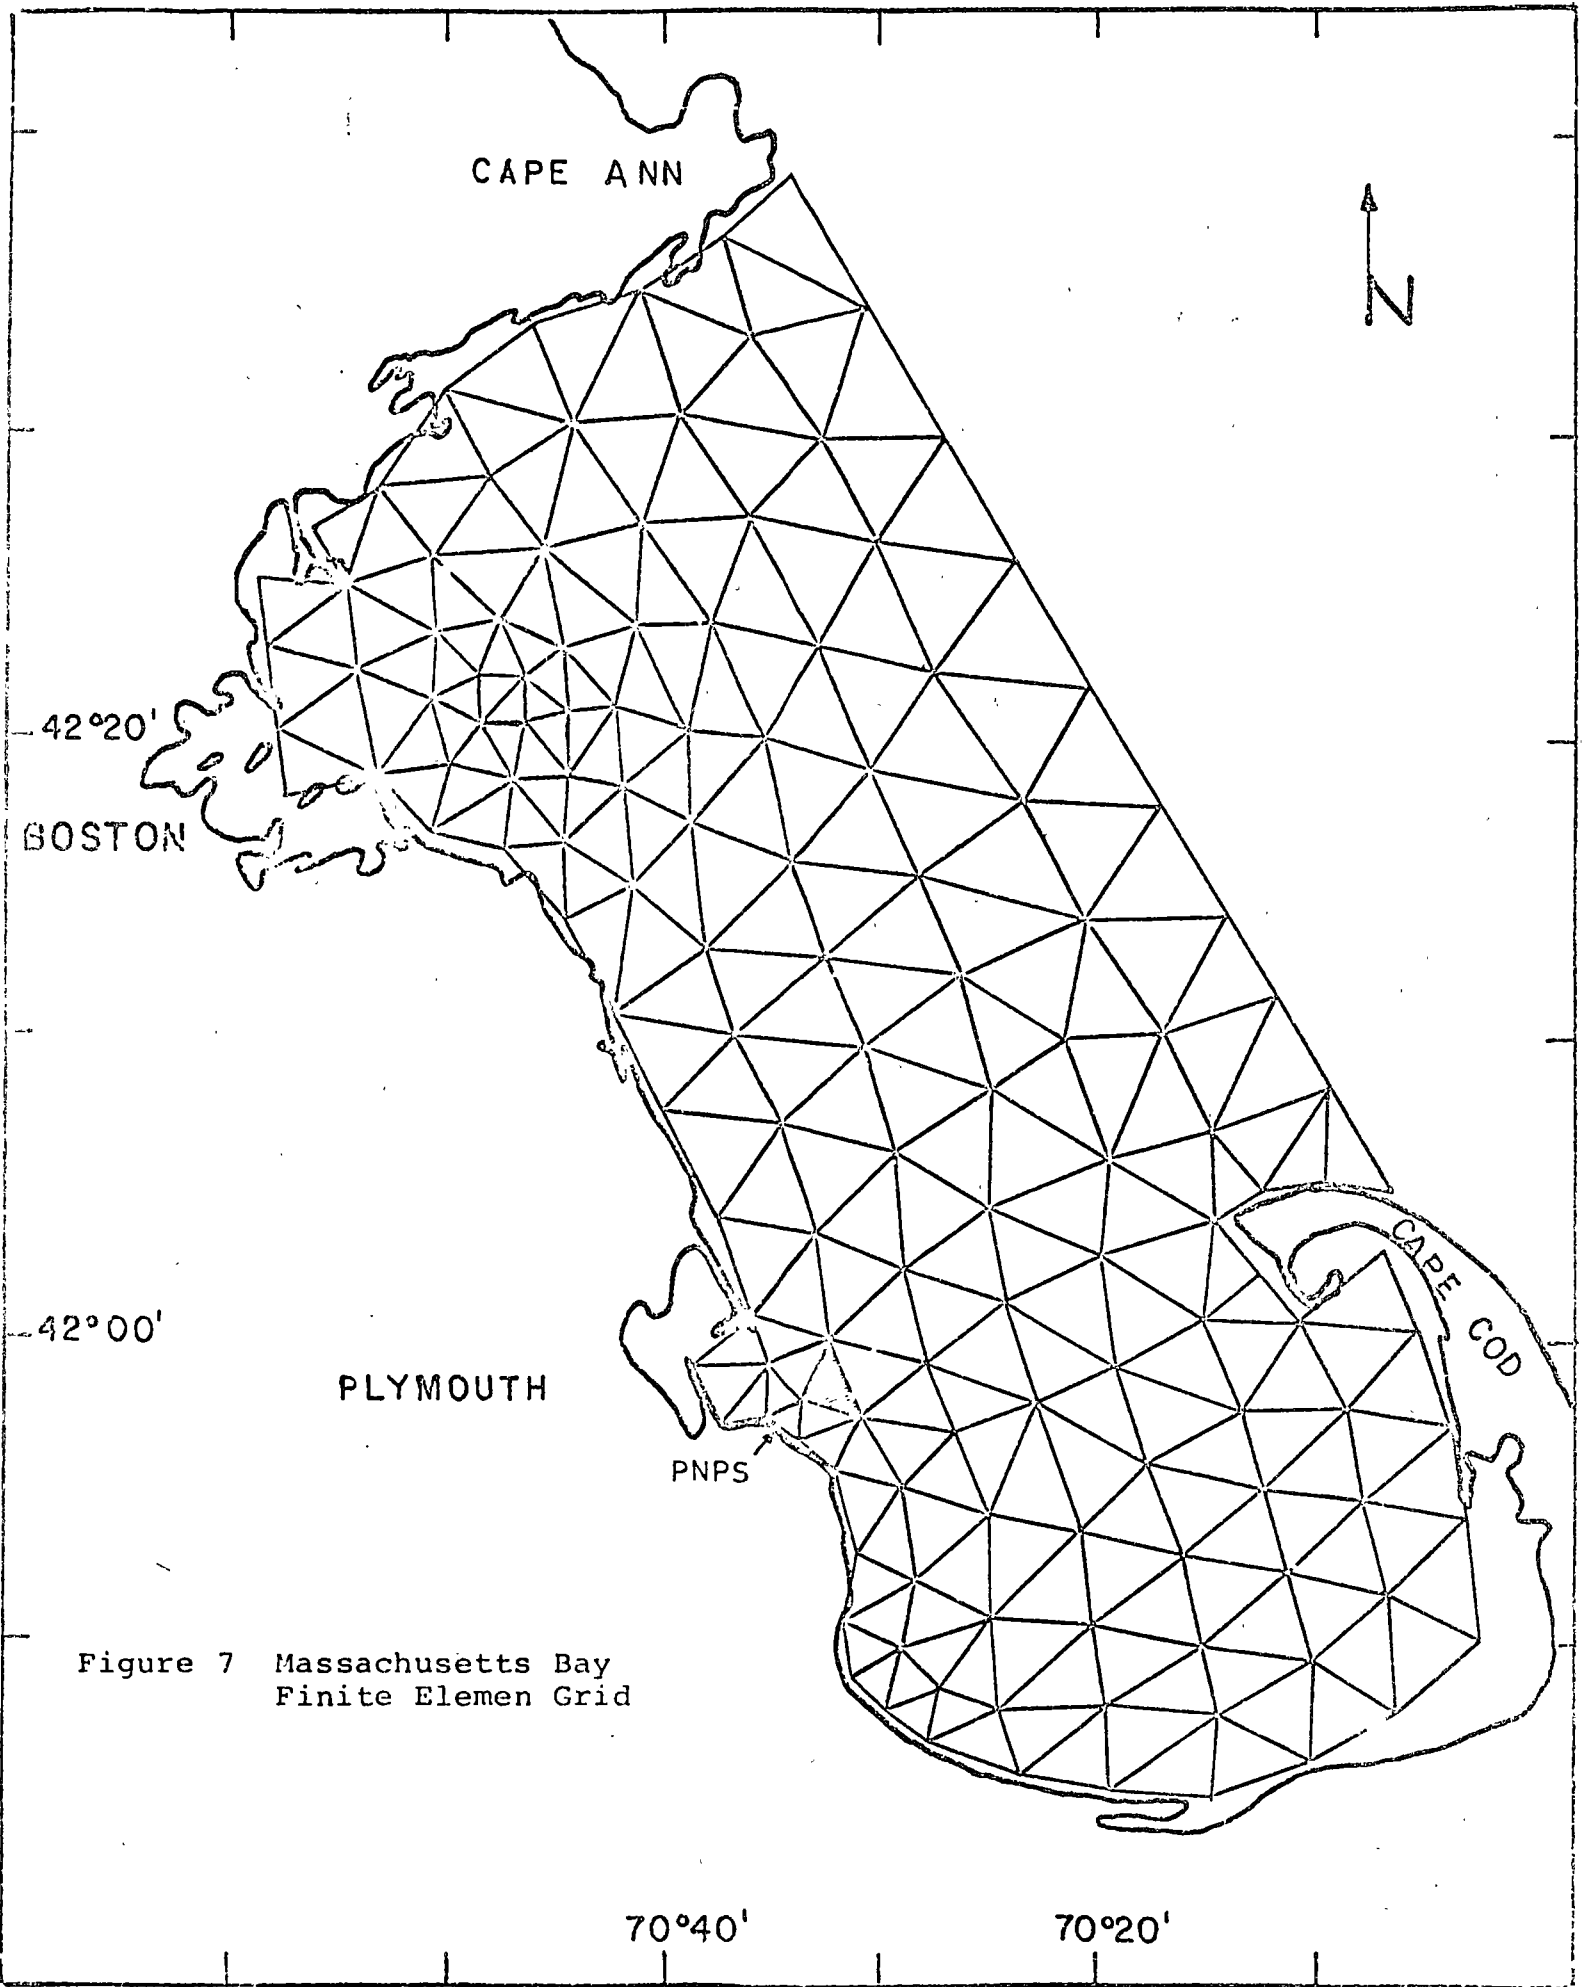 CAPE ANN
N
42°20'
BOSTON
CAPE COD
42°00'
PLYMOUTH
PNPS
Figure 7 Massachusetts Bay
Finite Elemen Grid
70°40'
70°20'